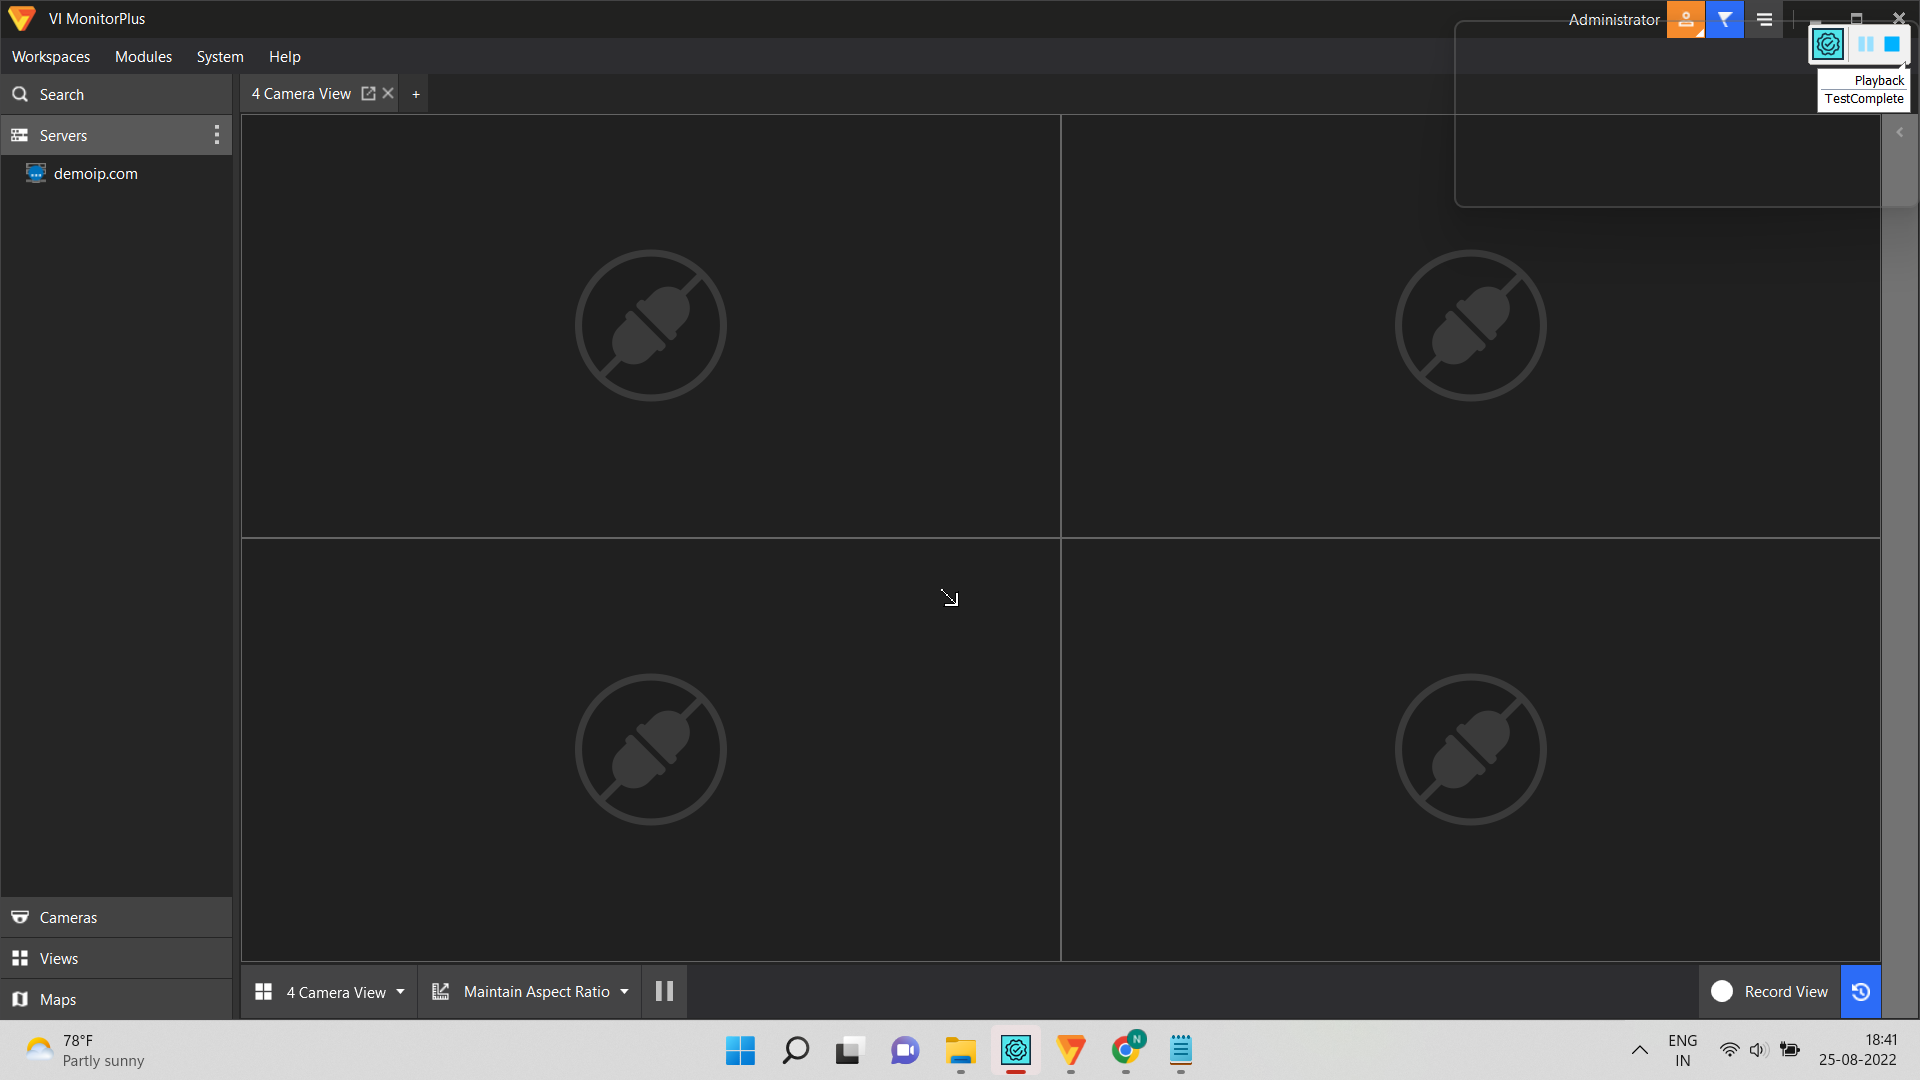 VI MonitorPlus
Administrator
Workspaces Modules System Help
Playback
TestComplete
Search
4 Camera View +
Servers
demoip.com
Cameras
Views
Maps
4 Camera View
Maintain Aspect Ratio
Record View
78°F
Partly sunny
N
ENG
IN
18:41
25-08-2022